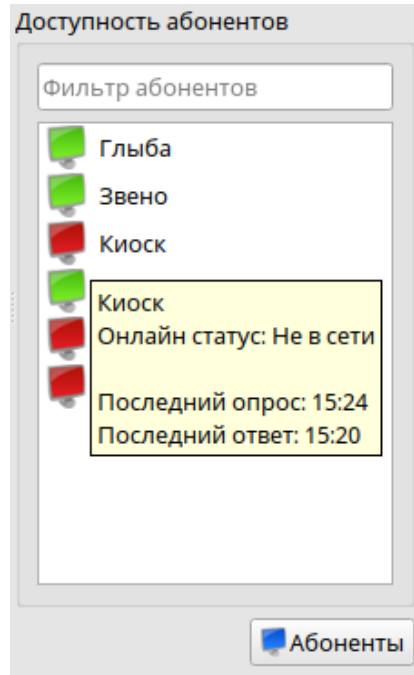 Доступность абонентов
Фильтр абонентов
Глыба
Звено
Киоск
Киоск
Онлайн статус: Не в сети
Последний опрос: 15:24
Последний ответ: 15:20
Абоненты